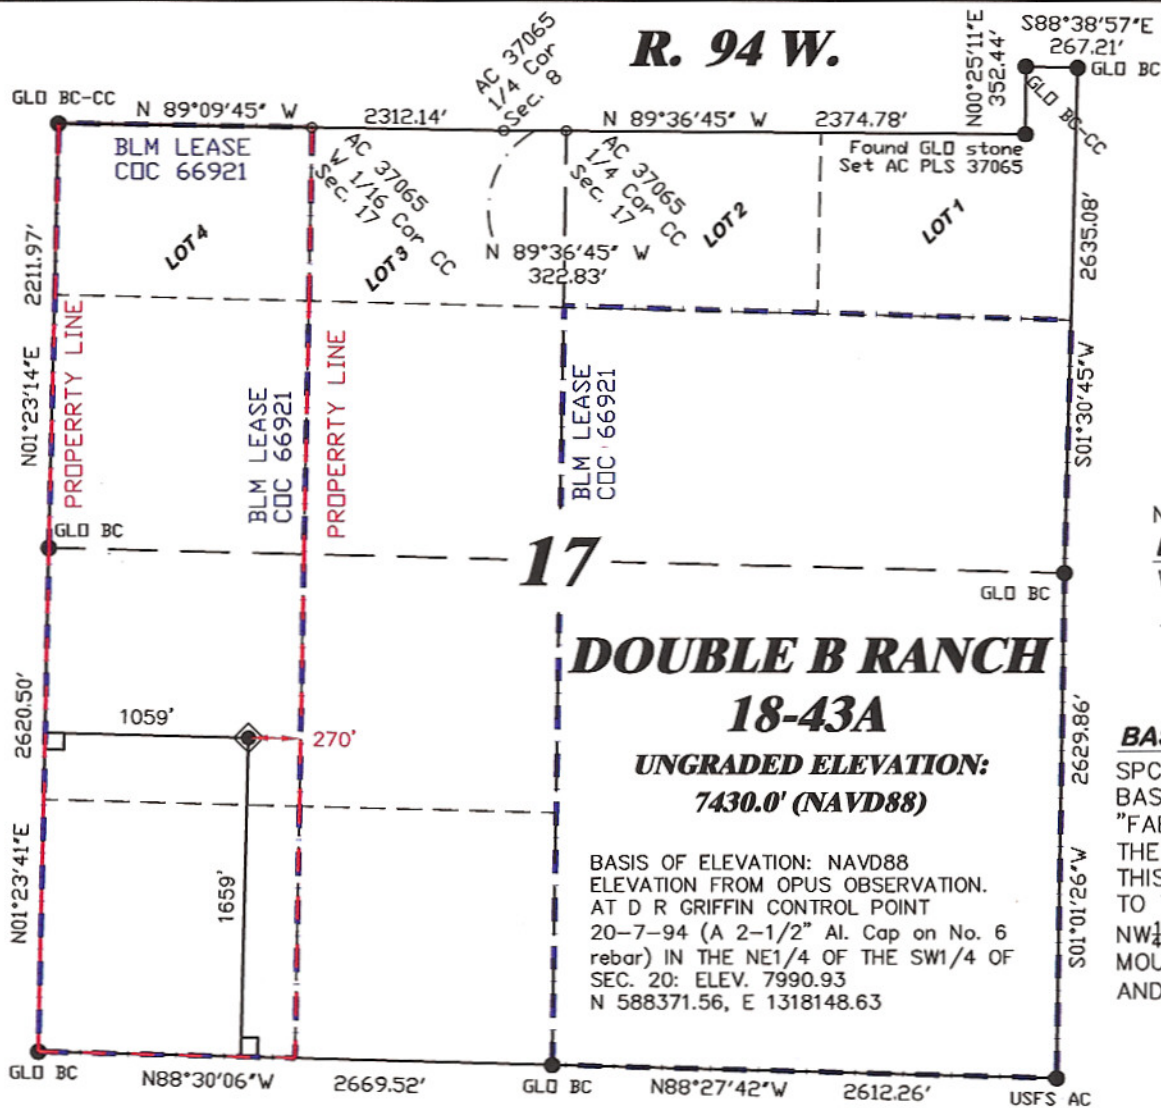 R. 94 W.
S88°38'57"E
267.21'
N00°25'11"E
352.44'
GLO BC
GLO BC-CC
AC 37065
1/4 Cor
Sec. 8
GLO BC-CC
N 89°09'45" W
2312.14'
N 89°36'45" W
2374.78'
BLM LEASE
COC 66921
AC 37065
W 1/16 Cor CC
Sec. 17
AC 37065
1/4 Cor CC
Sec. 17
Found GLO stone
Set AC PLS 37065
LOT 4
LOT 3
LOT 2
LOT 1
N 89°36'45" W
322.83'
2211.97'
N01°23'14"E
PROPERRTY LINE
BLM LEASE
COC 66921
PROPERTY LINE
BLM LEASE
COC 66921
2635.08'
S01°30'45"W
GLO BC
17
GLO BC
DOUBLE B RANCH
18-43A
UNGRADED ELEVATION:
7430.0' (NAVD88)
2620.50'
1059'
270'
N01°23'41"E
1659'
2629.86'
S01°01'26"W
BASIS OF ELEVATION: NAVD88
ELEVATION FROM OPUS OBSERVATION.
AT D R GRIFFIN CONTROL POINT
20-7-94 (A 2-1/2" Al. Cap on No. 6
rebar) IN THE NE1/4 OF THE SW1/4 OF
SEC. 20: ELEV. 7990.93
N 588371.56, E 1318148.63
BAS
SPC
BAS
"FAB
THE
THIS
TO
NW¼
MOU
AND
GLO BC
N88°30'06"W
2669.52'
GLO BC
N88°27'42"W
2612.26'
USFS AC